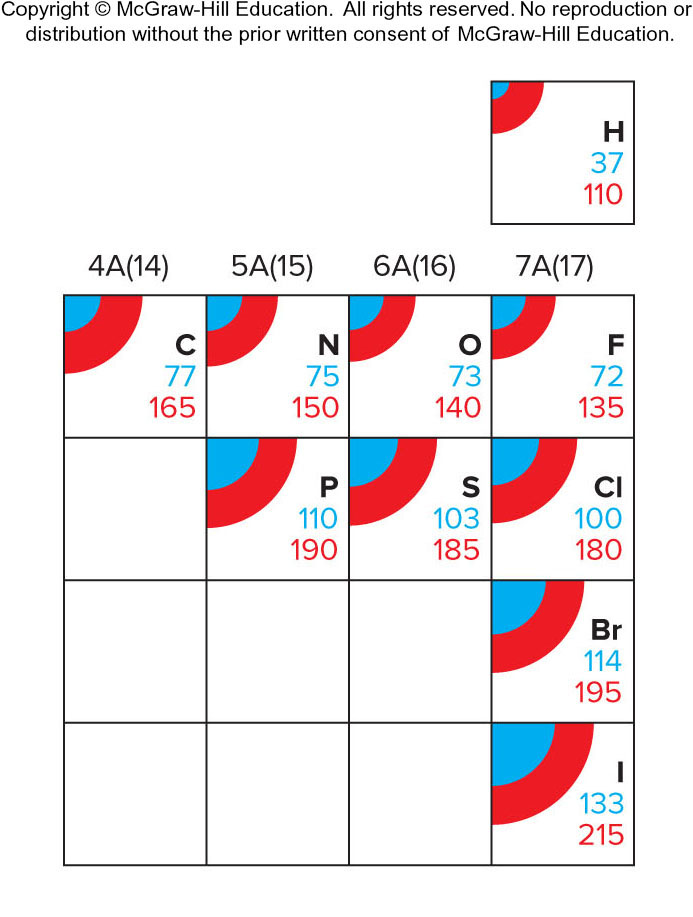 Copyright © McGraw-Hill Education. All rights reserved. No reproduction or
distribution without the prior written consent of McGraw-Hill Education.
H
37
110
4A(14) 5A(15) 6A(16) 7A(17)
C N O F
77 75 73 72
165 150 140 135
P S Cl
110 103 100
190 185 180
Br
114
195
I
133
215